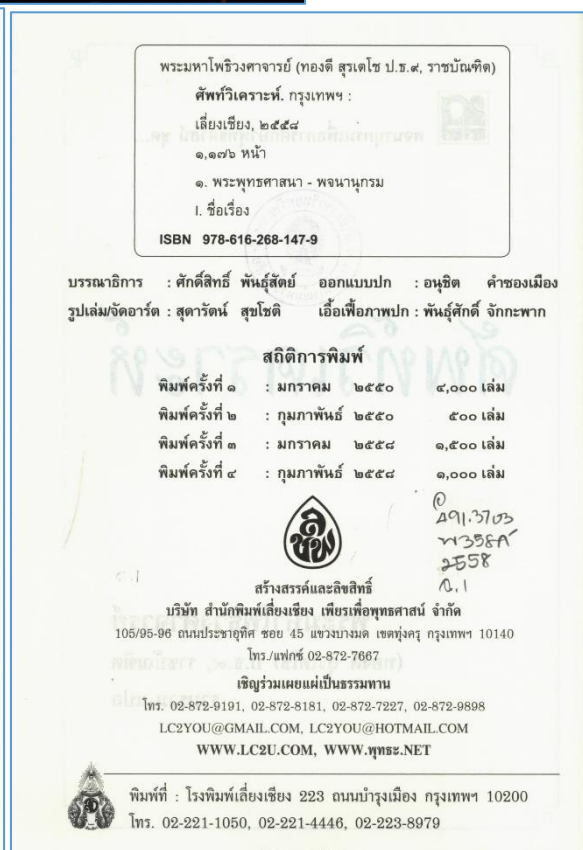 พระมหาโพธิวงศาจารย์ (ทองดี สุรเตโช ป.ธ.๙, ราชบัณฑิต)
ศัพท์วิเคราะห์. กรุงเทพฯ :
เลี่ยงเชียง, ๒๕๕๘
๑,๑๗๖ หน้า
๑. พระพุทธศาสนา - พจนานุกรม
I. ชื่อเรื่อง
ISBN 978-616-268-147-9
บรรณาธิการ : ศักดิ์สิทธิ์ พันธุ์สัตย์ ออกแบบปก : อนุชิต คำซองเมือง
รูปเล่ม/จัดอาร์ต : สุดารัตน์ สุขโชติ เอื้อเฟื้อภาพปก : พันธุ์ศักดิ์ จักกะพาก
สถิติการพิมพ์
พิมพ์ครั้งที่ ๑ : มกราคม ๒๕๕๐ ๔,๐๐๐ เล่ม
พิมพ์ครั้งที่ ๒ : กุมภาพันธ์ ๒๕๕๐ ๕๐๐ เล่ม
พิมพ์ครั้งที่ ๓ : มกราคม ๒๕๕๘ ๑,๕๐๐ เล่ม
พิมพ์ครั้งที่ ๔ : กุมภาพันธ์ ๒๕๕๘ ๑,๐๐๐ เล่ม
ลชพ
491.3703
พ358ศ
2558
ฉ.1
สร้างสรรค์และลิขสิทธิ์
บริษัท สำนักพิมพ์เลี่ยงเชียง เพียรเพื่อพุทธศาสน์ จำกัด
105/95-96 ถนนประชาอุทิศ ซอย 45 แขวงบางมด เขตทุ่งครุ กรุงเทพฯ 10140
โทร./แฟกซ์ 02-872-7667
เชิญร่วมเผยแผ่เป็นธรรมทาน
โทร. 02-872-9191, 02-872-8181, 02-872-7227, 02-872-9898
LC2YOU@GMAIL.COM, LC2YOU@HOTMAIL.COM
WWW.LC2U.COM, WWW.พุทธะ.NET
พิมพ์ที่ : โรงพิมพ์เลี่ยงเชียง 223 ถนนบำรุงเมือง กรุงเทพฯ 10200
โทร. 02-221-1050, 02-221-4446, 02-223-8979